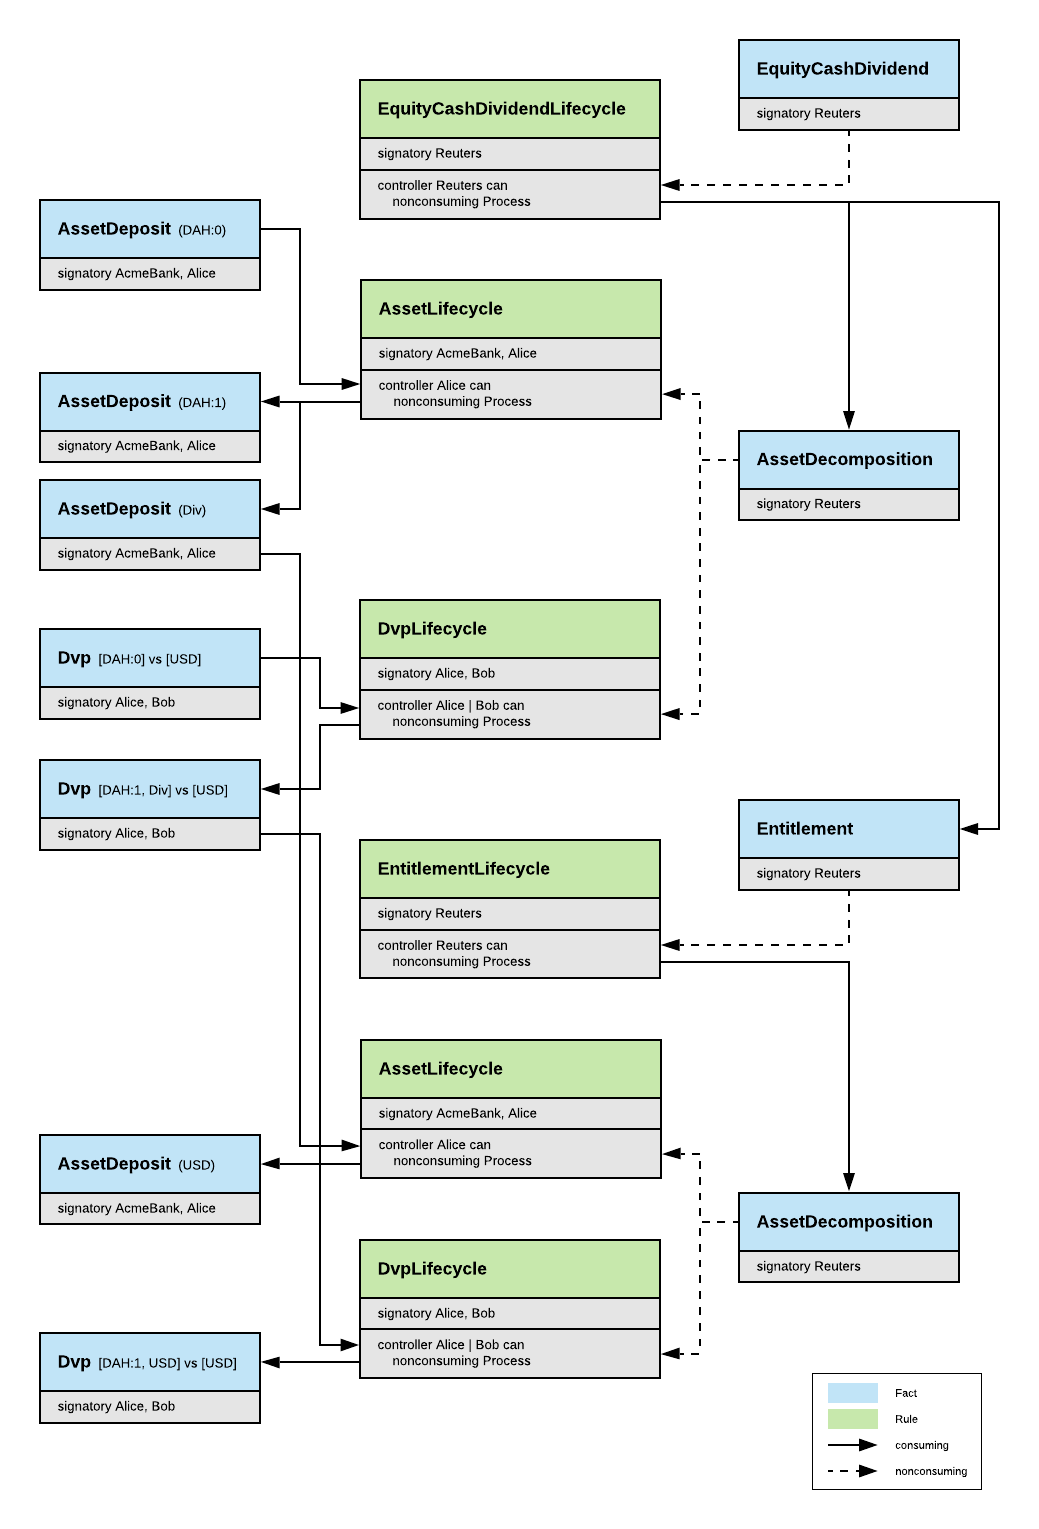 EquityCashDividend
signatory Reuters
EquityCashDividendLifecycle
signatory Reuters
controller Reuters can
nonconsuming Process
AssetDeposit (DAH:0)
signatory AcmeBank, Alice
AssetLifecycle
signatory AcmeBank, Alice
controller Alice can
nonconsuming Process
AssetDeposit (DAH:1)
signatory AcmeBank, Alice
AssetDecomposition
signatory Reuters
AssetDeposit (Div)
signatory AcmeBank, Alice
DvpLifecycle
signatory Alice, Bob
controller Alice | Bob can
nonconsuming Process
Dvp [DAH:0] vs [USD]
signatory Alice, Bob
Dvp [DAH:1, Div] vs [USD]
signatory Alice, Bob
Entitlement
signatory Reuters
EntitlementLifecycle
signatory Reuters
controller Reuters can
nonconsuming Process
AssetLifecycle
signatory AcmeBank, Alice
controller Alice can
nonconsuming Process
AssetDeposit (USD)
signatory AcmeBank, Alice
AssetDecomposition
signatory Reuters
DvpLifecycle
signatory Alice, Bob
controller Alice | Bob can
nonconsuming Process
Dvp [DAH:1, USD] vs [USD]
signatory Alice, Bob
Fact
Rule
consuming
nonconsuming